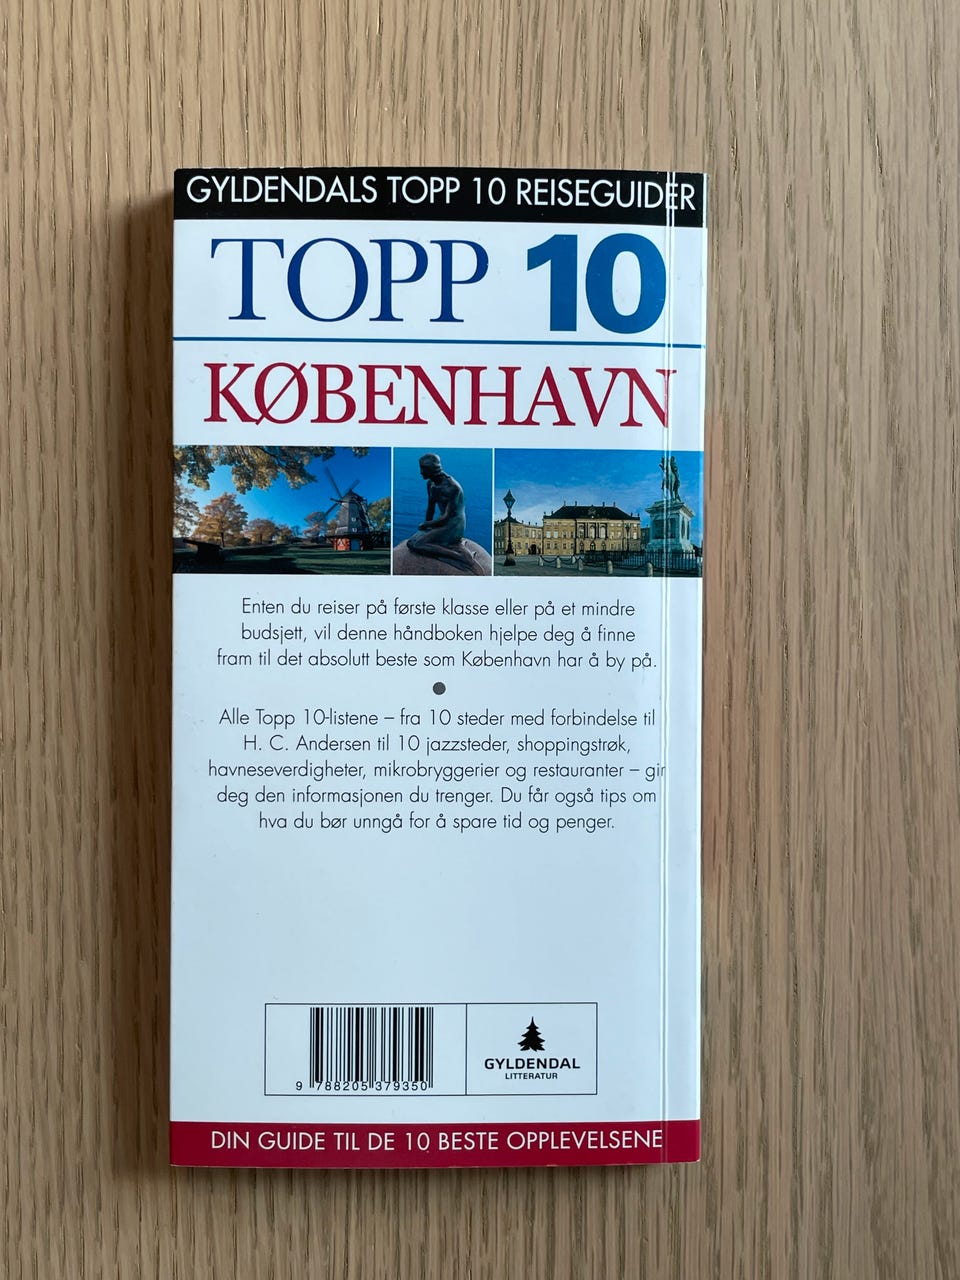 GYLDENDALS TOPP 10 REISEGUIDER
TOPP 10
KØBENHAVN
Enten du reiser på første klasse eller på et mindre
budsjett, vil denne håndboken hjelpe deg å finne
fram til det absolutt beste som København har å by på.
Alle Topp 10-listene – fra 10 steder med forbindelse til
H. C. Andersen til 10 jazzsteder, shoppingstrøk,
havneseverdigheter, mikrobryggerier og restauranter – gir
deg den informasjonen du trenger. Du får også tips om
hva du bør unngå for å spare tid og penger.
9 788205 379350
GYLDENDAL
LITTERATUR
DIN GUIDE TIL DE 10 BESTE OPPLEVELSENE